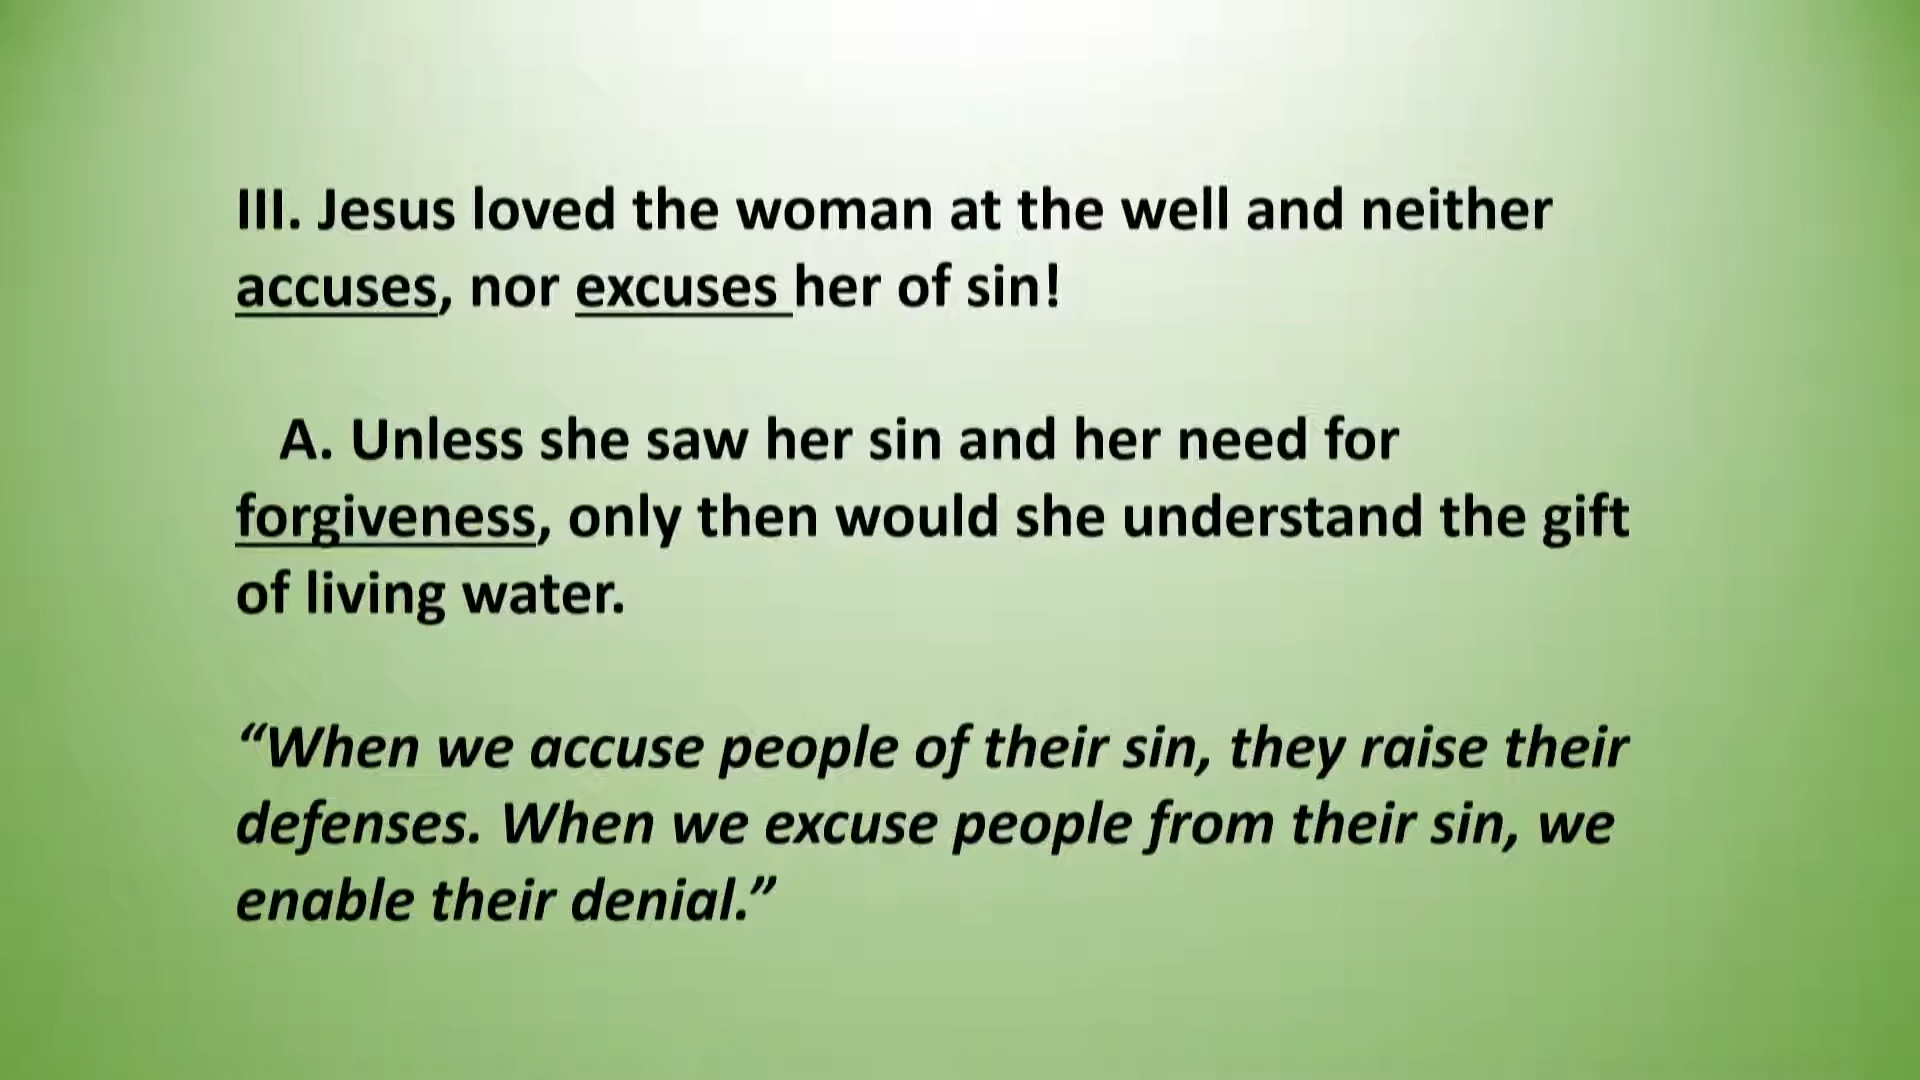 III. Jesus loved the woman at the well and neither
accuses, nor excuses her of sin!
A. Unless she saw her sin and her need for
forgiveness, only then would she understand the gift
of living water.
“When we accuse people of their sin, they raise their
defenses. When we excuse people from their sin, we
enable their denial.”